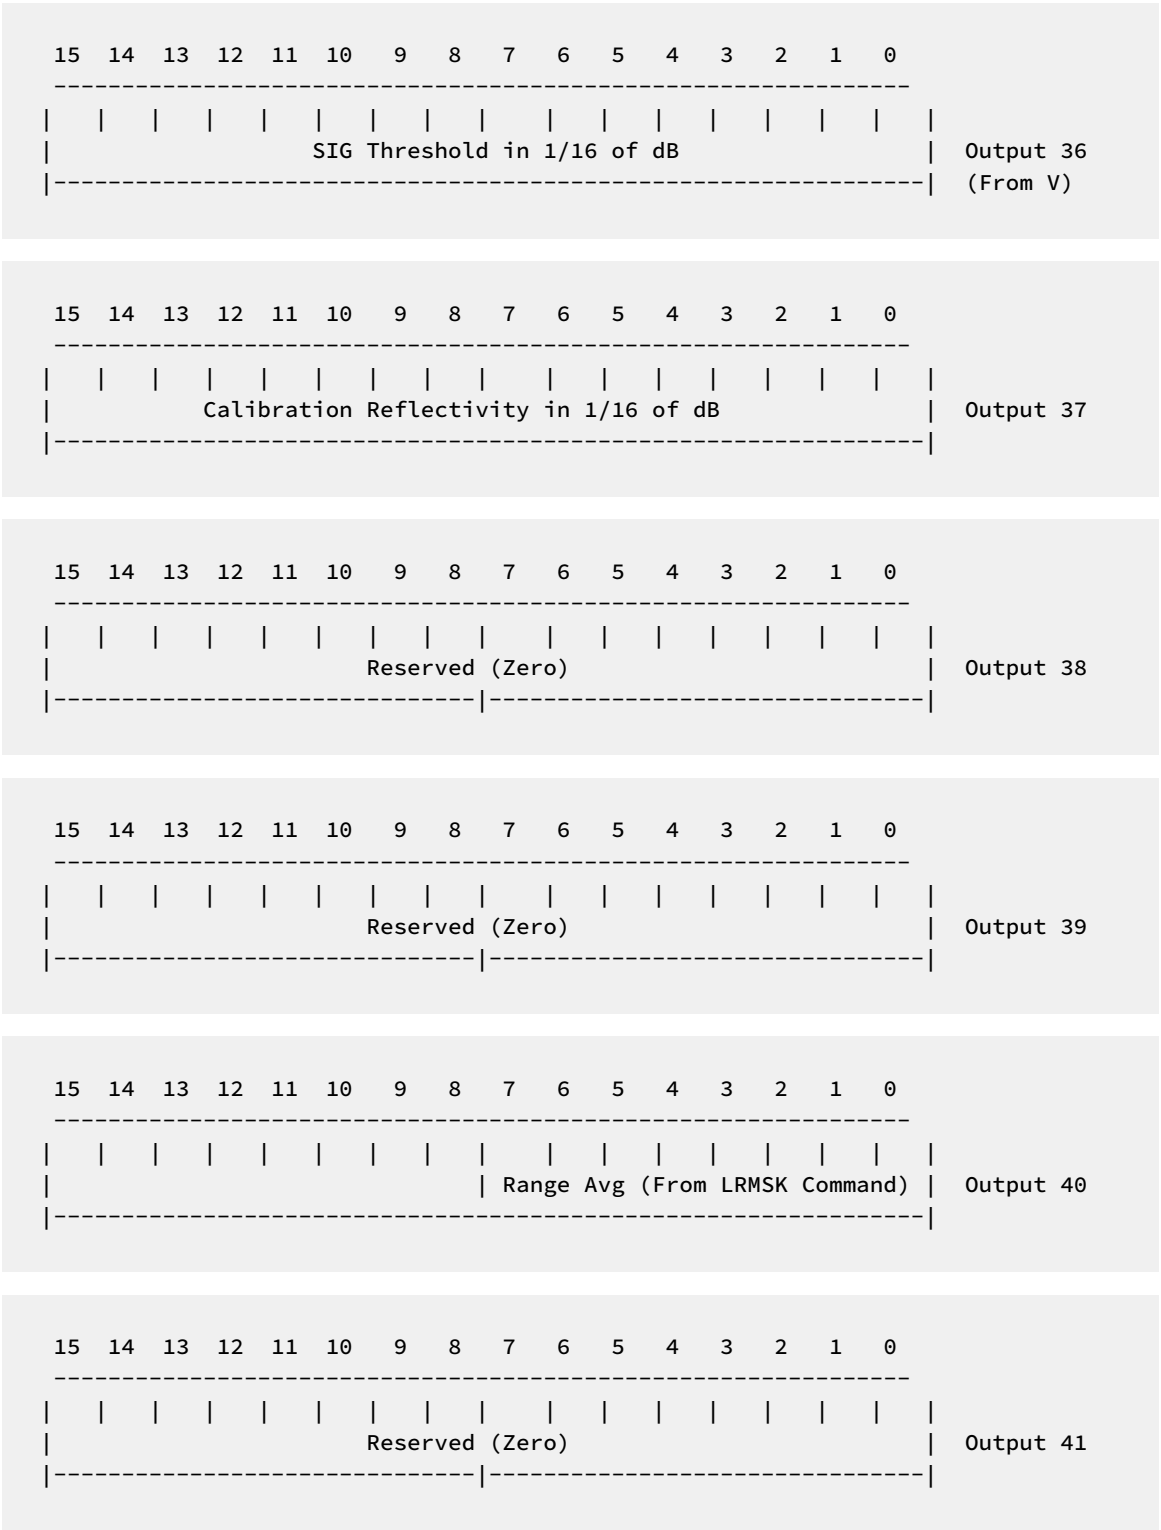 15  14  13  12  11  10   9   8   7   6   5   4   3   2   1   0
---------------------------------------------------------------
|   |   |   |   |   |   |   |   |    |   |   |   |   |   |   |
|                   SIG Threshold in 1/16 of dB                  |  Output 36
|----------------------------------------------------------------|  (From V)
15  14  13  12  11  10   9   8   7   6   5   4   3   2   1   0
---------------------------------------------------------------
|   |   |   |   |   |   |   |   |    |   |   |   |   |   |   |
|           Calibration Reflectivity in 1/16 of dB               |  Output 37
|----------------------------------------------------------------|
15  14  13  12  11  10   9   8   7   6   5   4   3   2   1   0
---------------------------------------------------------------
|   |   |   |   |   |   |   |   |    |   |   |   |   |   |   |
|                       Reserved (Zero)                          |  Output 38
|-------------------------------|--------------------------------|
15  14  13  12  11  10   9   8   7   6   5   4   3   2   1   0
---------------------------------------------------------------
|   |   |   |   |   |   |   |   |    |   |   |   |   |   |   |
|                       Reserved (Zero)                          |  Output 39
|-------------------------------|--------------------------------|
15  14  13  12  11  10   9   8   7   6   5   4   3   2   1   0
---------------------------------------------------------------
|   |   |   |   |   |   |   |   |    |   |   |   |   |   |   |
|                               | Range Avg (From LRMSK Command) |  Output 40
|----------------------------------------------------------------|
15  14  13  12  11  10   9   8   7   6   5   4   3   2   1   0
---------------------------------------------------------------
|   |   |   |   |   |   |   |   |    |   |   |   |   |   |   |
|                       Reserved (Zero)                          |  Output 41
|-------------------------------|--------------------------------|